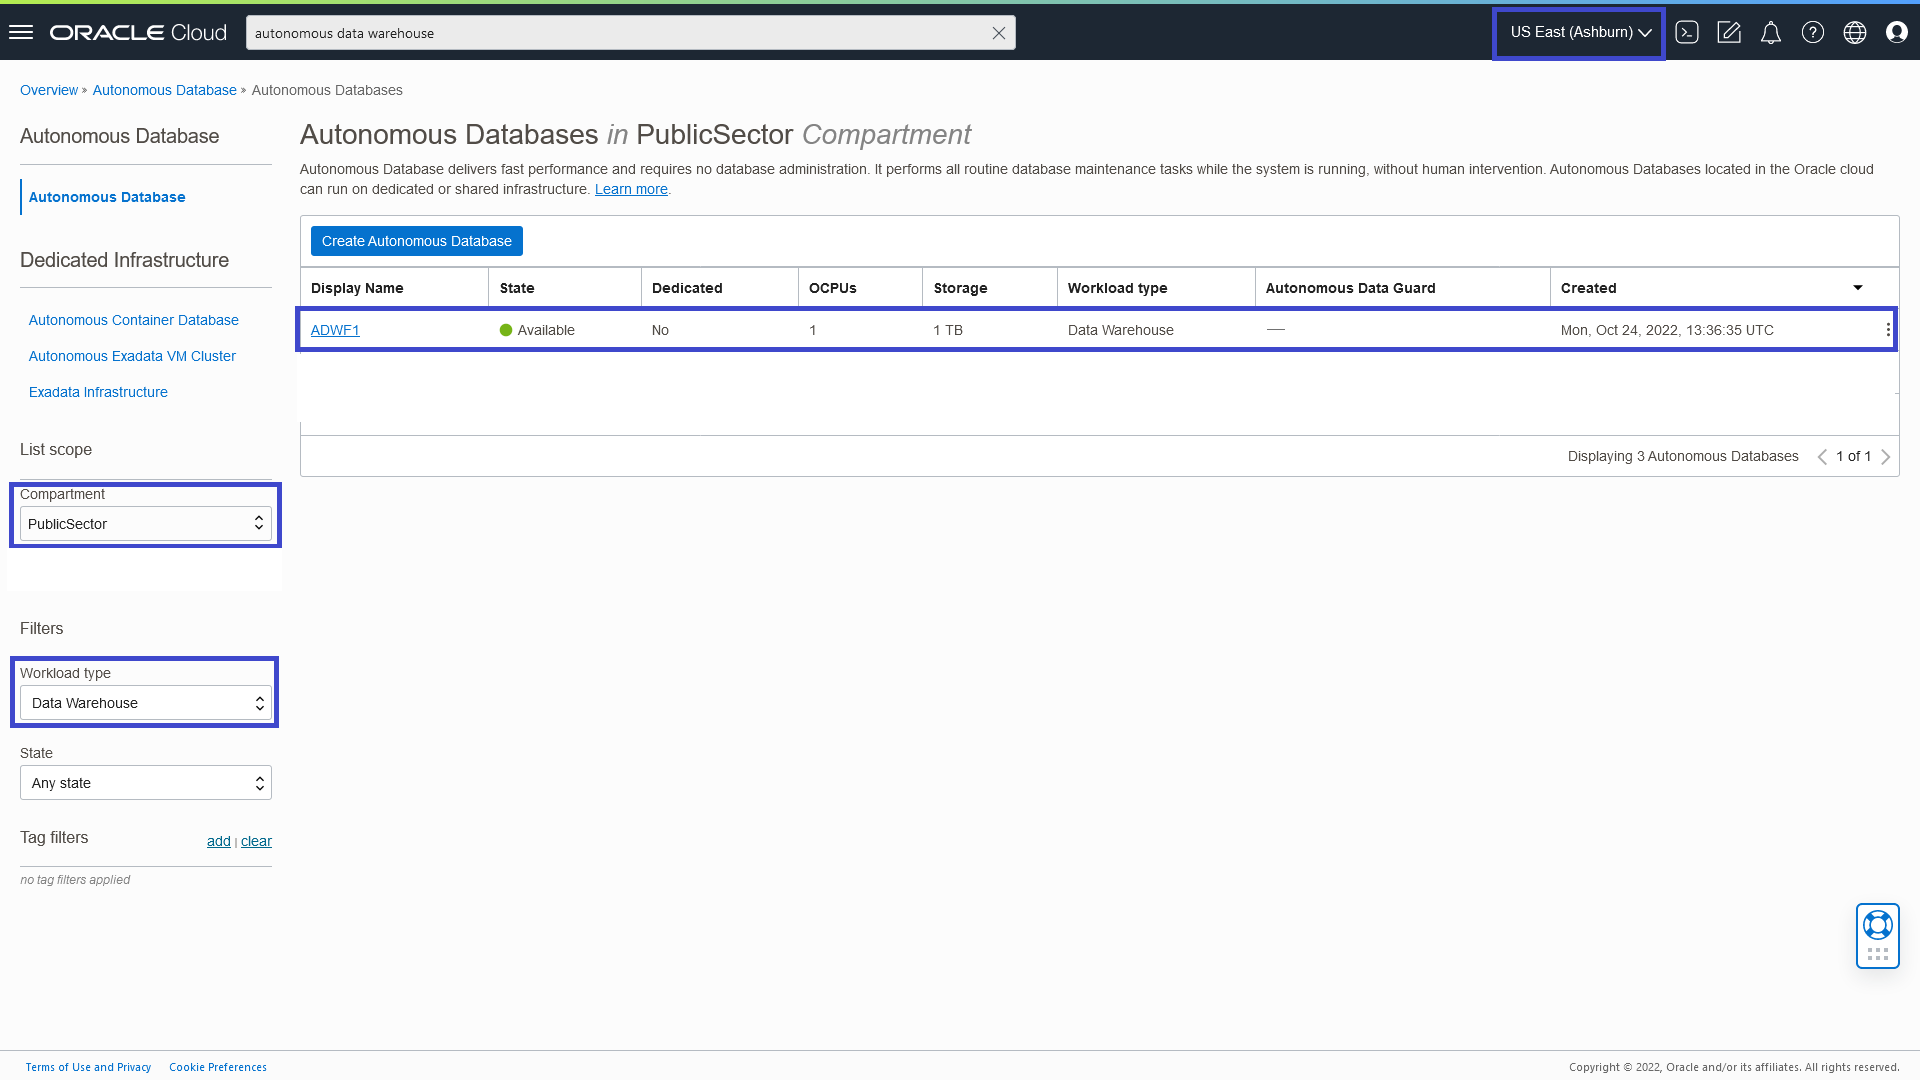 ORACLE Cloud
autonomous data warehouse
US East (Ashburn)
Overview » Autonomous Database » Autonomous Databases
Autonomous Database
Autonomous Database
Dedicated Infrastructure
Autonomous Container Database
Autonomous Exadata VM Cluster
Exadata Infrastructure
List scope
Compartment
PublicSector
Filters
Workload type
Data Warehouse
State
Any state
Tag filters
add | clear
no tag filters applied
Autonomous Databases in PublicSector Compartment
Autonomous Database delivers fast performance and requires no database administration. It performs all routine database maintenance tasks while the system is running, without human intervention. Autonomous Databases located in the Oracle cloud
can run on dedicated or shared infrastructure. Learn more.
Create Autonomous Database
Display Name State Dedicated OCPUs Storage Workload type Autonomous Data Guard Created
ADWF1 Available No 1 1 TB Data Warehouse — Mon, Oct 24, 2022, 13:36:35 UTC
Displaying 3 Autonomous Databases 1 of 1
Terms of Use and Privacy Cookie Preferences
Copyright © 2022, Oracle and/or its affiliates. All rights reserved.